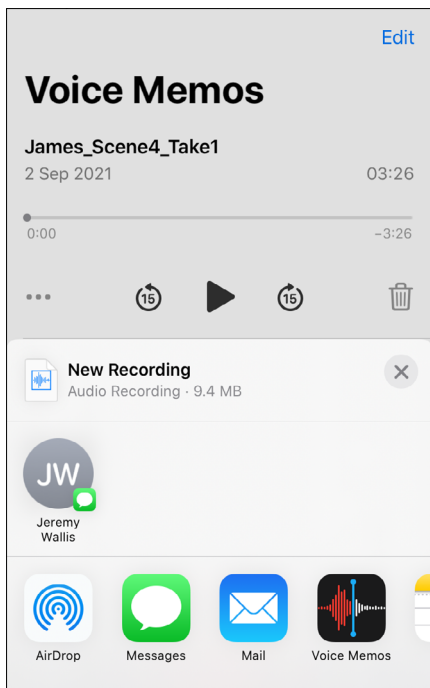 Edit
Voice Memos
James_Scene4_Take1
2 Sep 2021 03:26
0:00 −3:26
15 15
New Recording
Audio Recording · 9.4 MB
JW
Jeremy
Wallis
AirDrop Messages Mail Voice Memos